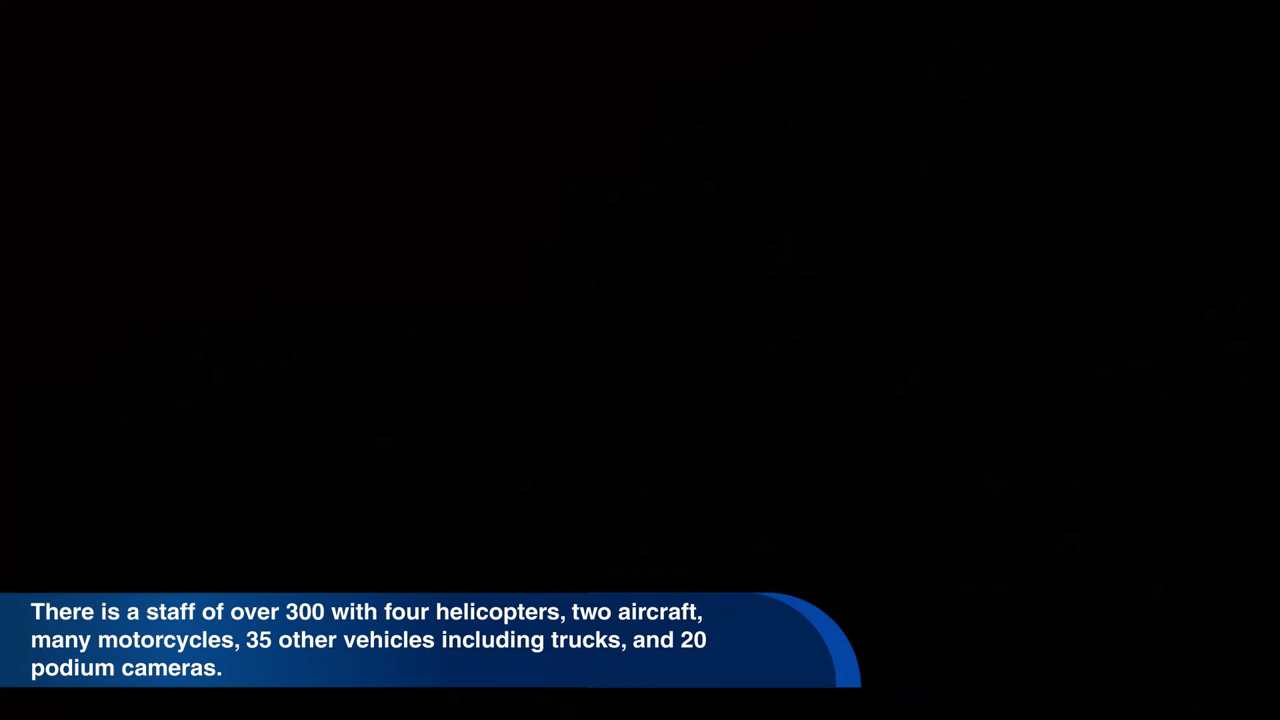 There is a staff of over 300 with four helicopters, two aircraft,
many motorcycles, 35 other vehicles including trucks, and 20
podium cameras.